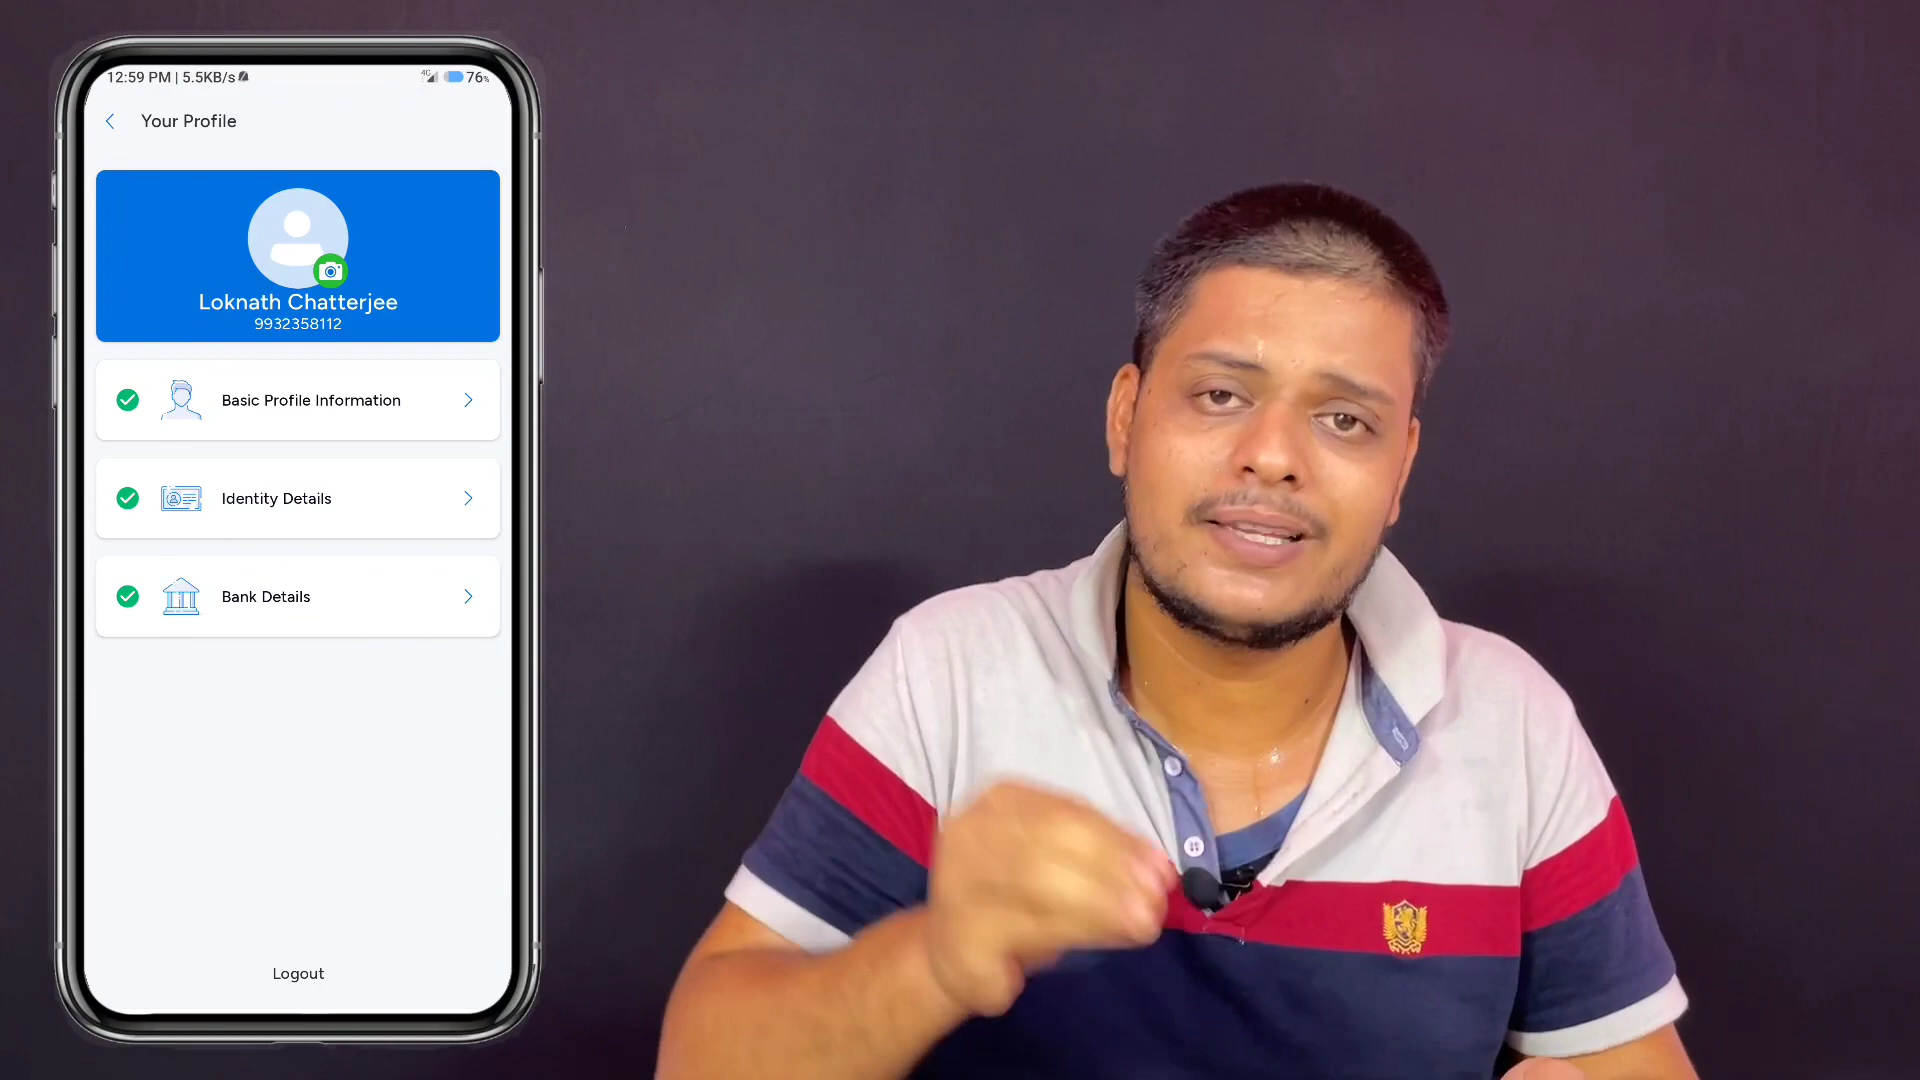 12:59 PM | 5.5KB/s 4G 76%
Your Profile
Loknath Chatterjee
9932358112
Basic Profile Information
Identity Details
Bank Details
Logout